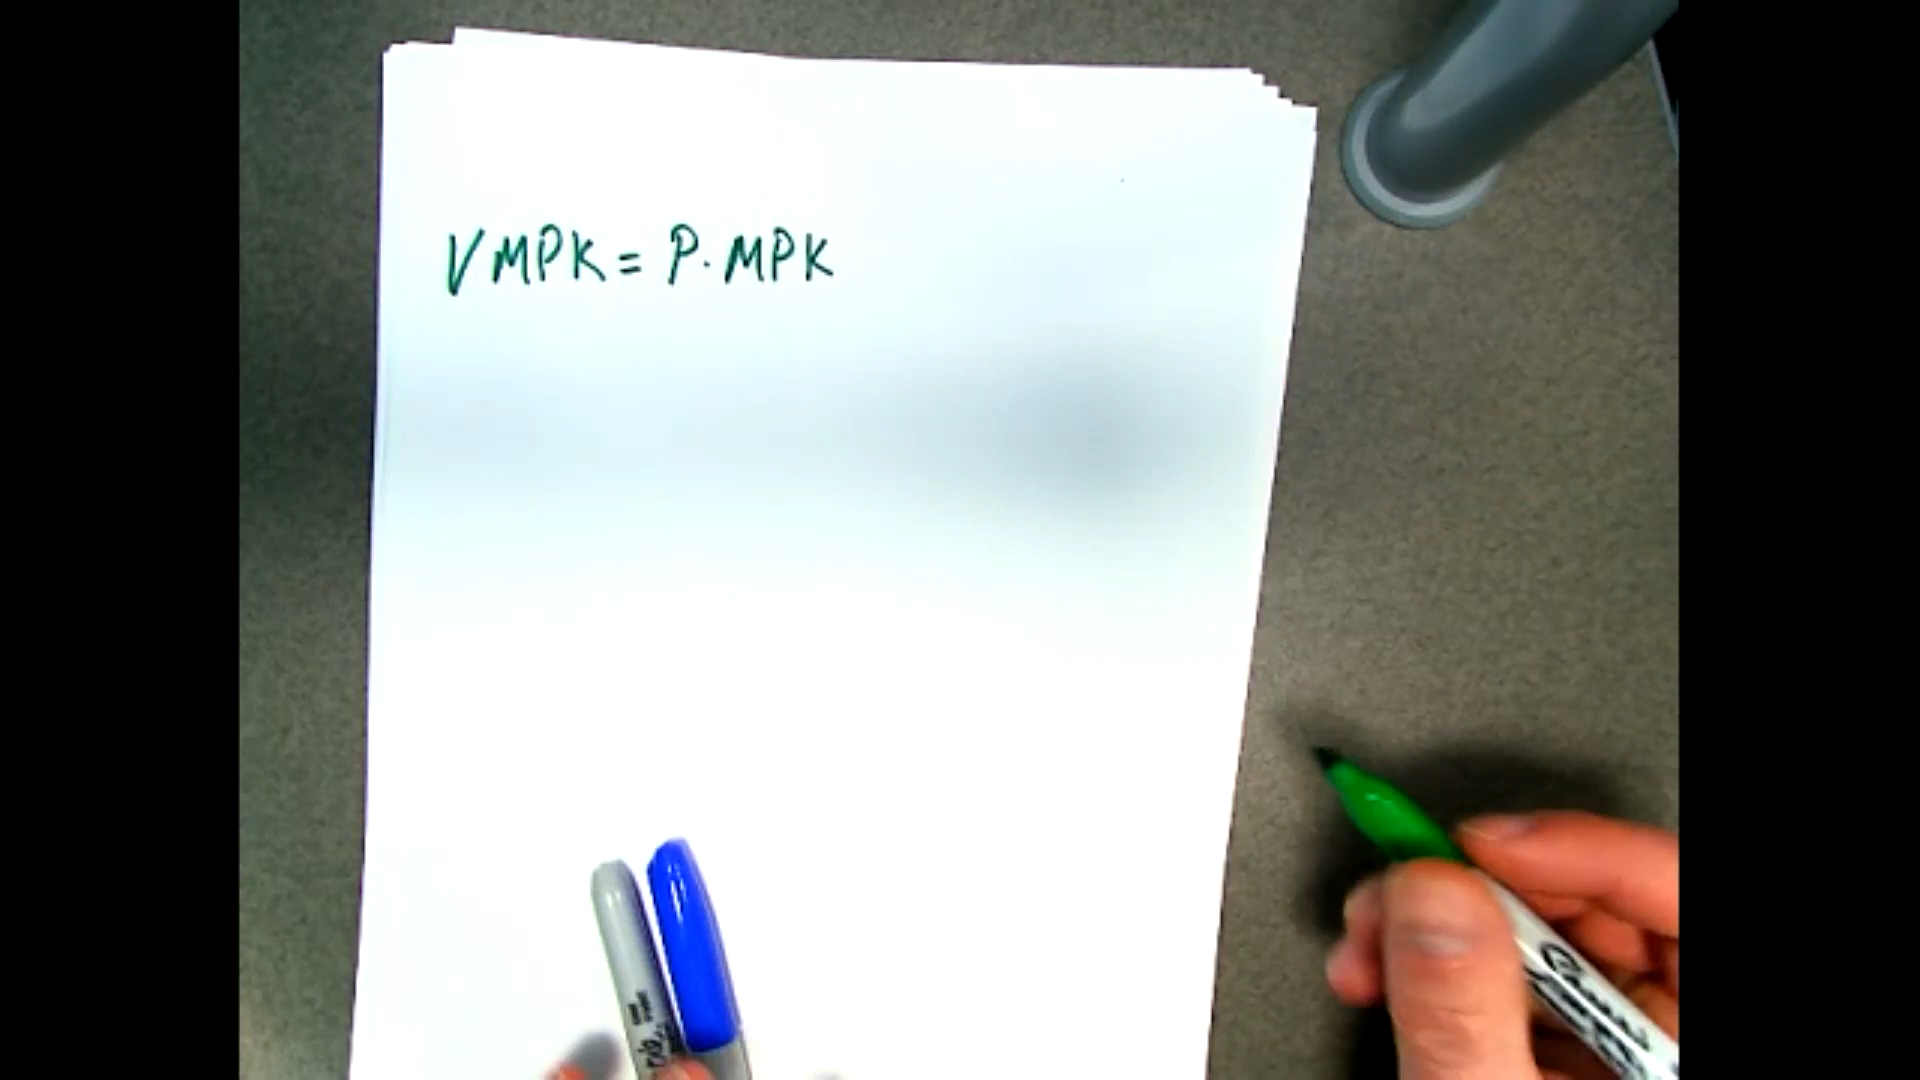 VMPK = P · MPK